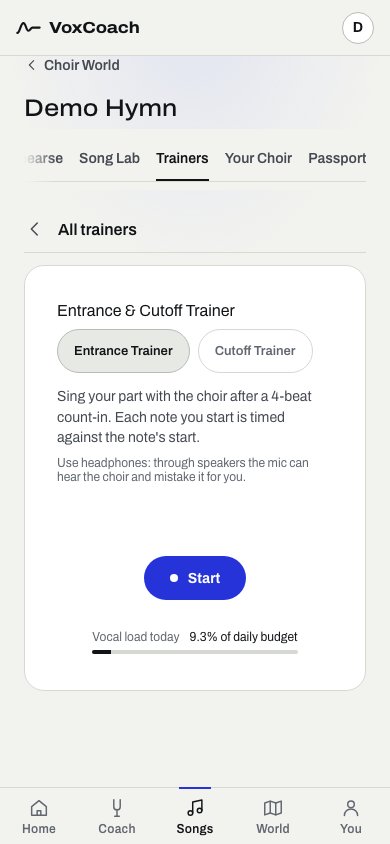 VoxCoach
D
Choir World
Demo Hymn
earse Song Lab Trainers Your Choir Passport
All trainers
Entrance & Cutoff Trainer
Entrance Trainer Cutoff Trainer
Sing your part with the choir after a 4-beat
count-in. Each note you start is timed
against the note's start.
Use headphones: through speakers the mic can
hear the choir and mistake it for you.
Start
Vocal load today 9.3% of daily budget
Home Coach Songs World You